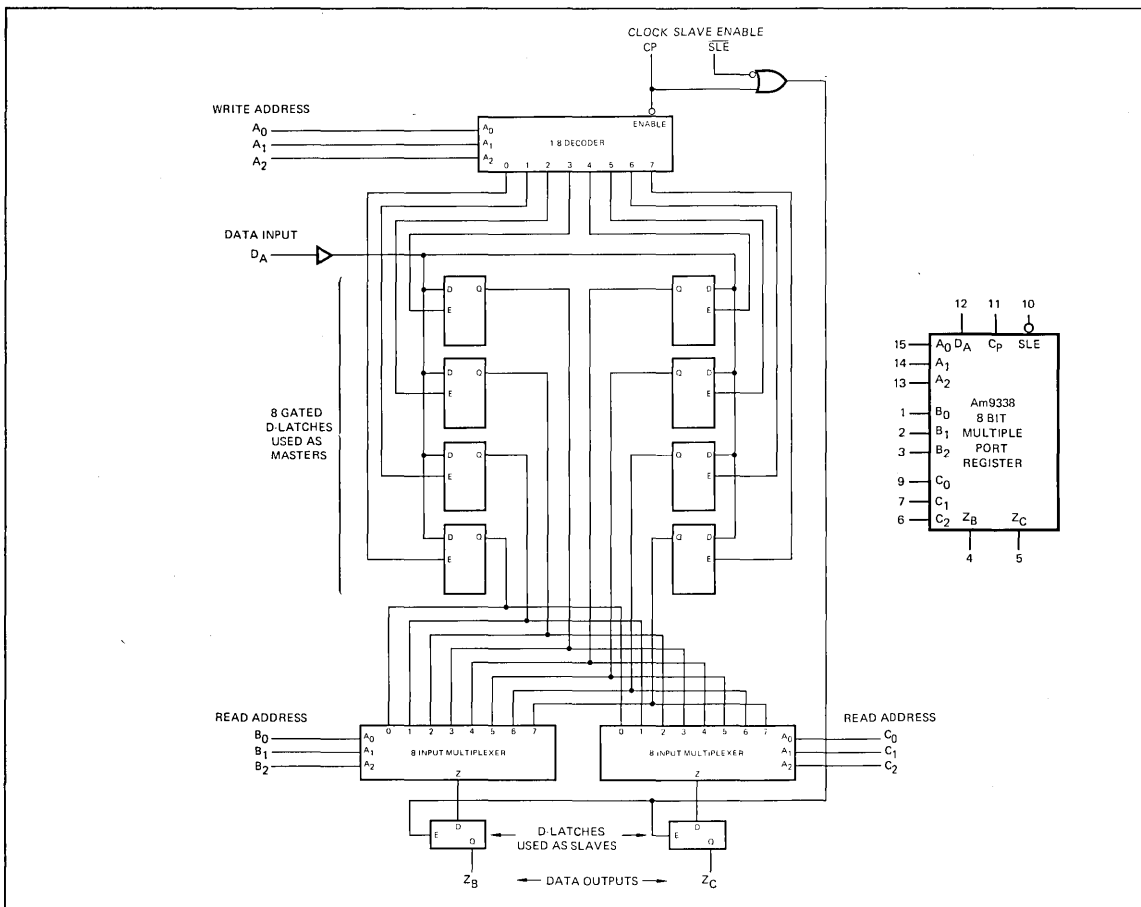 CLOCK SLAVE ENABLE
CP SLE
WRITE ADDRESS
A0
A1
A2
A0
A1
A2
ENABLE
1 8 DECODER
0 1 2 3 4 5 6 7
DATA INPUT
DA
D Q
E
Q D
E
D Q
E
Q D
E
8 GATED
D-LATCHES
USED AS
MASTERS
D Q
E
Q D
E
D Q
E
Q D
E
12 11 10
15 A0 DA CP SLE
14 A1
13 A2
Am9338
1 B0 8 BIT
2 B1 MULTIPLE
3 B2 PORT
REGISTER
9 C0
7 C1
6 C2 ZB ZC
4 5
READ ADDRESS
B0
B1
B2
0 1 2 3 4 5 6 7
A0
A1
A2
8 INPUT MULTIPLEXER
Z
0 1 2 3 4 5 6 7
8 INPUT MULTIPLEXER
A0
A1
A2
Z
READ ADDRESS
C0
C1
C2
D
E
Q
D-LATCHES
USED AS SLAVES
D
E
Q
ZB DATA OUTPUTS ZC